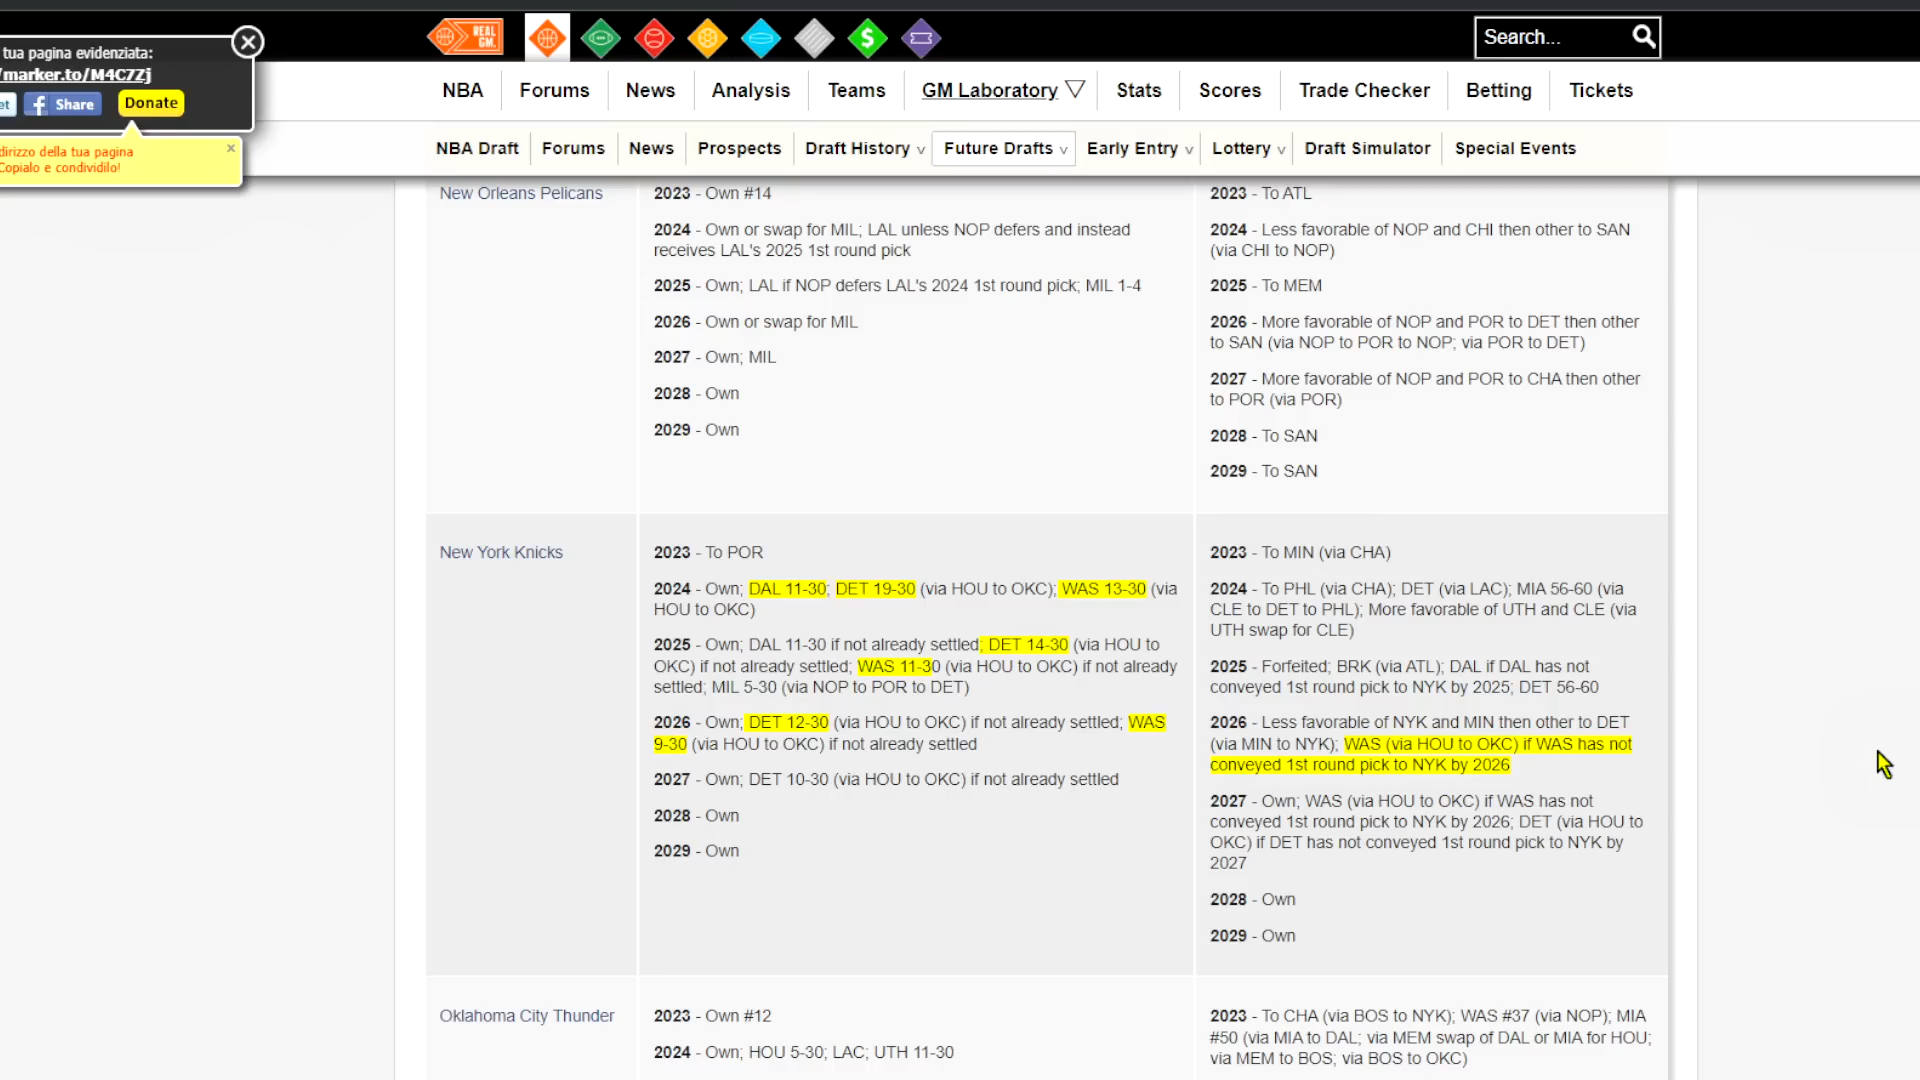 REAL GM.
Search...
tua pagina evidenziata:
/marker.to/M4C7Zj
et Share Donate
dirizzo della tua pagina x
Copialo e condividilo!
NBA Forums News Analysis Teams GM Laboratory Stats Scores Trade Checker Betting Tickets
NBA Draft Forums News Prospects Draft History v Future Drafts v Early Entry v Lottery v Draft Simulator Special Events
New Orleans Pelicans
2023 - Own #14
2024 - Own or swap for MIL; LAL unless NOP defers and instead
receives LAL's 2025 1st round pick
2025 - Own; LAL if NOP defers LAL's 2024 1st round pick; MIL 1-4
2026 - Own or swap for MIL
2027 - Own; MIL
2028 - Own
2029 - Own
2023 - To ATL
2024 - Less favorable of NOP and CHI then other to SAN
(via CHI to NOP)
2025 - To MEM
2026 - More favorable of NOP and POR to DET then other
to SAN (via NOP to POR to NOP; via POR to DET)
2027 - More favorable of NOP and POR to CHA then other
to POR (via POR)
2028 - To SAN
2029 - To SAN
New York Knicks
2023 - To POR
2024 - Own; DAL 11-30; DET 19-30 (via HOU to OKC); WAS 13-30 (via
HOU to OKC)
2025 - Own; DAL 11-30 if not already settled; DET 14-30 (via HOU to
OKC) if not already settled; WAS 11-30 (via HOU to OKC) if not already
settled; MIL 5-30 (via NOP to POR to DET)
2026 - Own; DET 12-30 (via HOU to OKC) if not already settled; WAS
9-30 (via HOU to OKC) if not already settled
2027 - Own; DET 10-30 (via HOU to OKC) if not already settled
2028 - Own
2029 - Own
2023 - To MIN (via CHA)
2024 - To PHL (via CHA); DET (via LAC); MIA 56-60 (via
CLE to DET to PHL); More favorable of UTH and CLE (via
UTH swap for CLE)
2025 - Forfeited; BRK (via ATL); DAL if DAL has not
conveyed 1st round pick to NYK by 2025; DET 56-60
2026 - Less favorable of NYK and MIN then other to DET
(via MIN to NYK); WAS (via HOU to OKC) if WAS has not
conveyed 1st round pick to NYK by 2026
2027 - Own; WAS (via HOU to OKC) if WAS has not
conveyed 1st round pick to NYK by 2026; DET (via HOU to
OKC) if DET has not conveyed 1st round pick to NYK by
2027
2028 - Own
2029 - Own
Oklahoma City Thunder
2023 - Own #12
2024 - Own; HOU 5-30; LAC; UTH 11-30
2023 - To CHA (via BOS to NYK); WAS #37 (via NOP); MIA
#50 (via MIA to DAL; via MEM swap of DAL or MIA for HOU;
via MEM to BOS; via BOS to OKC)